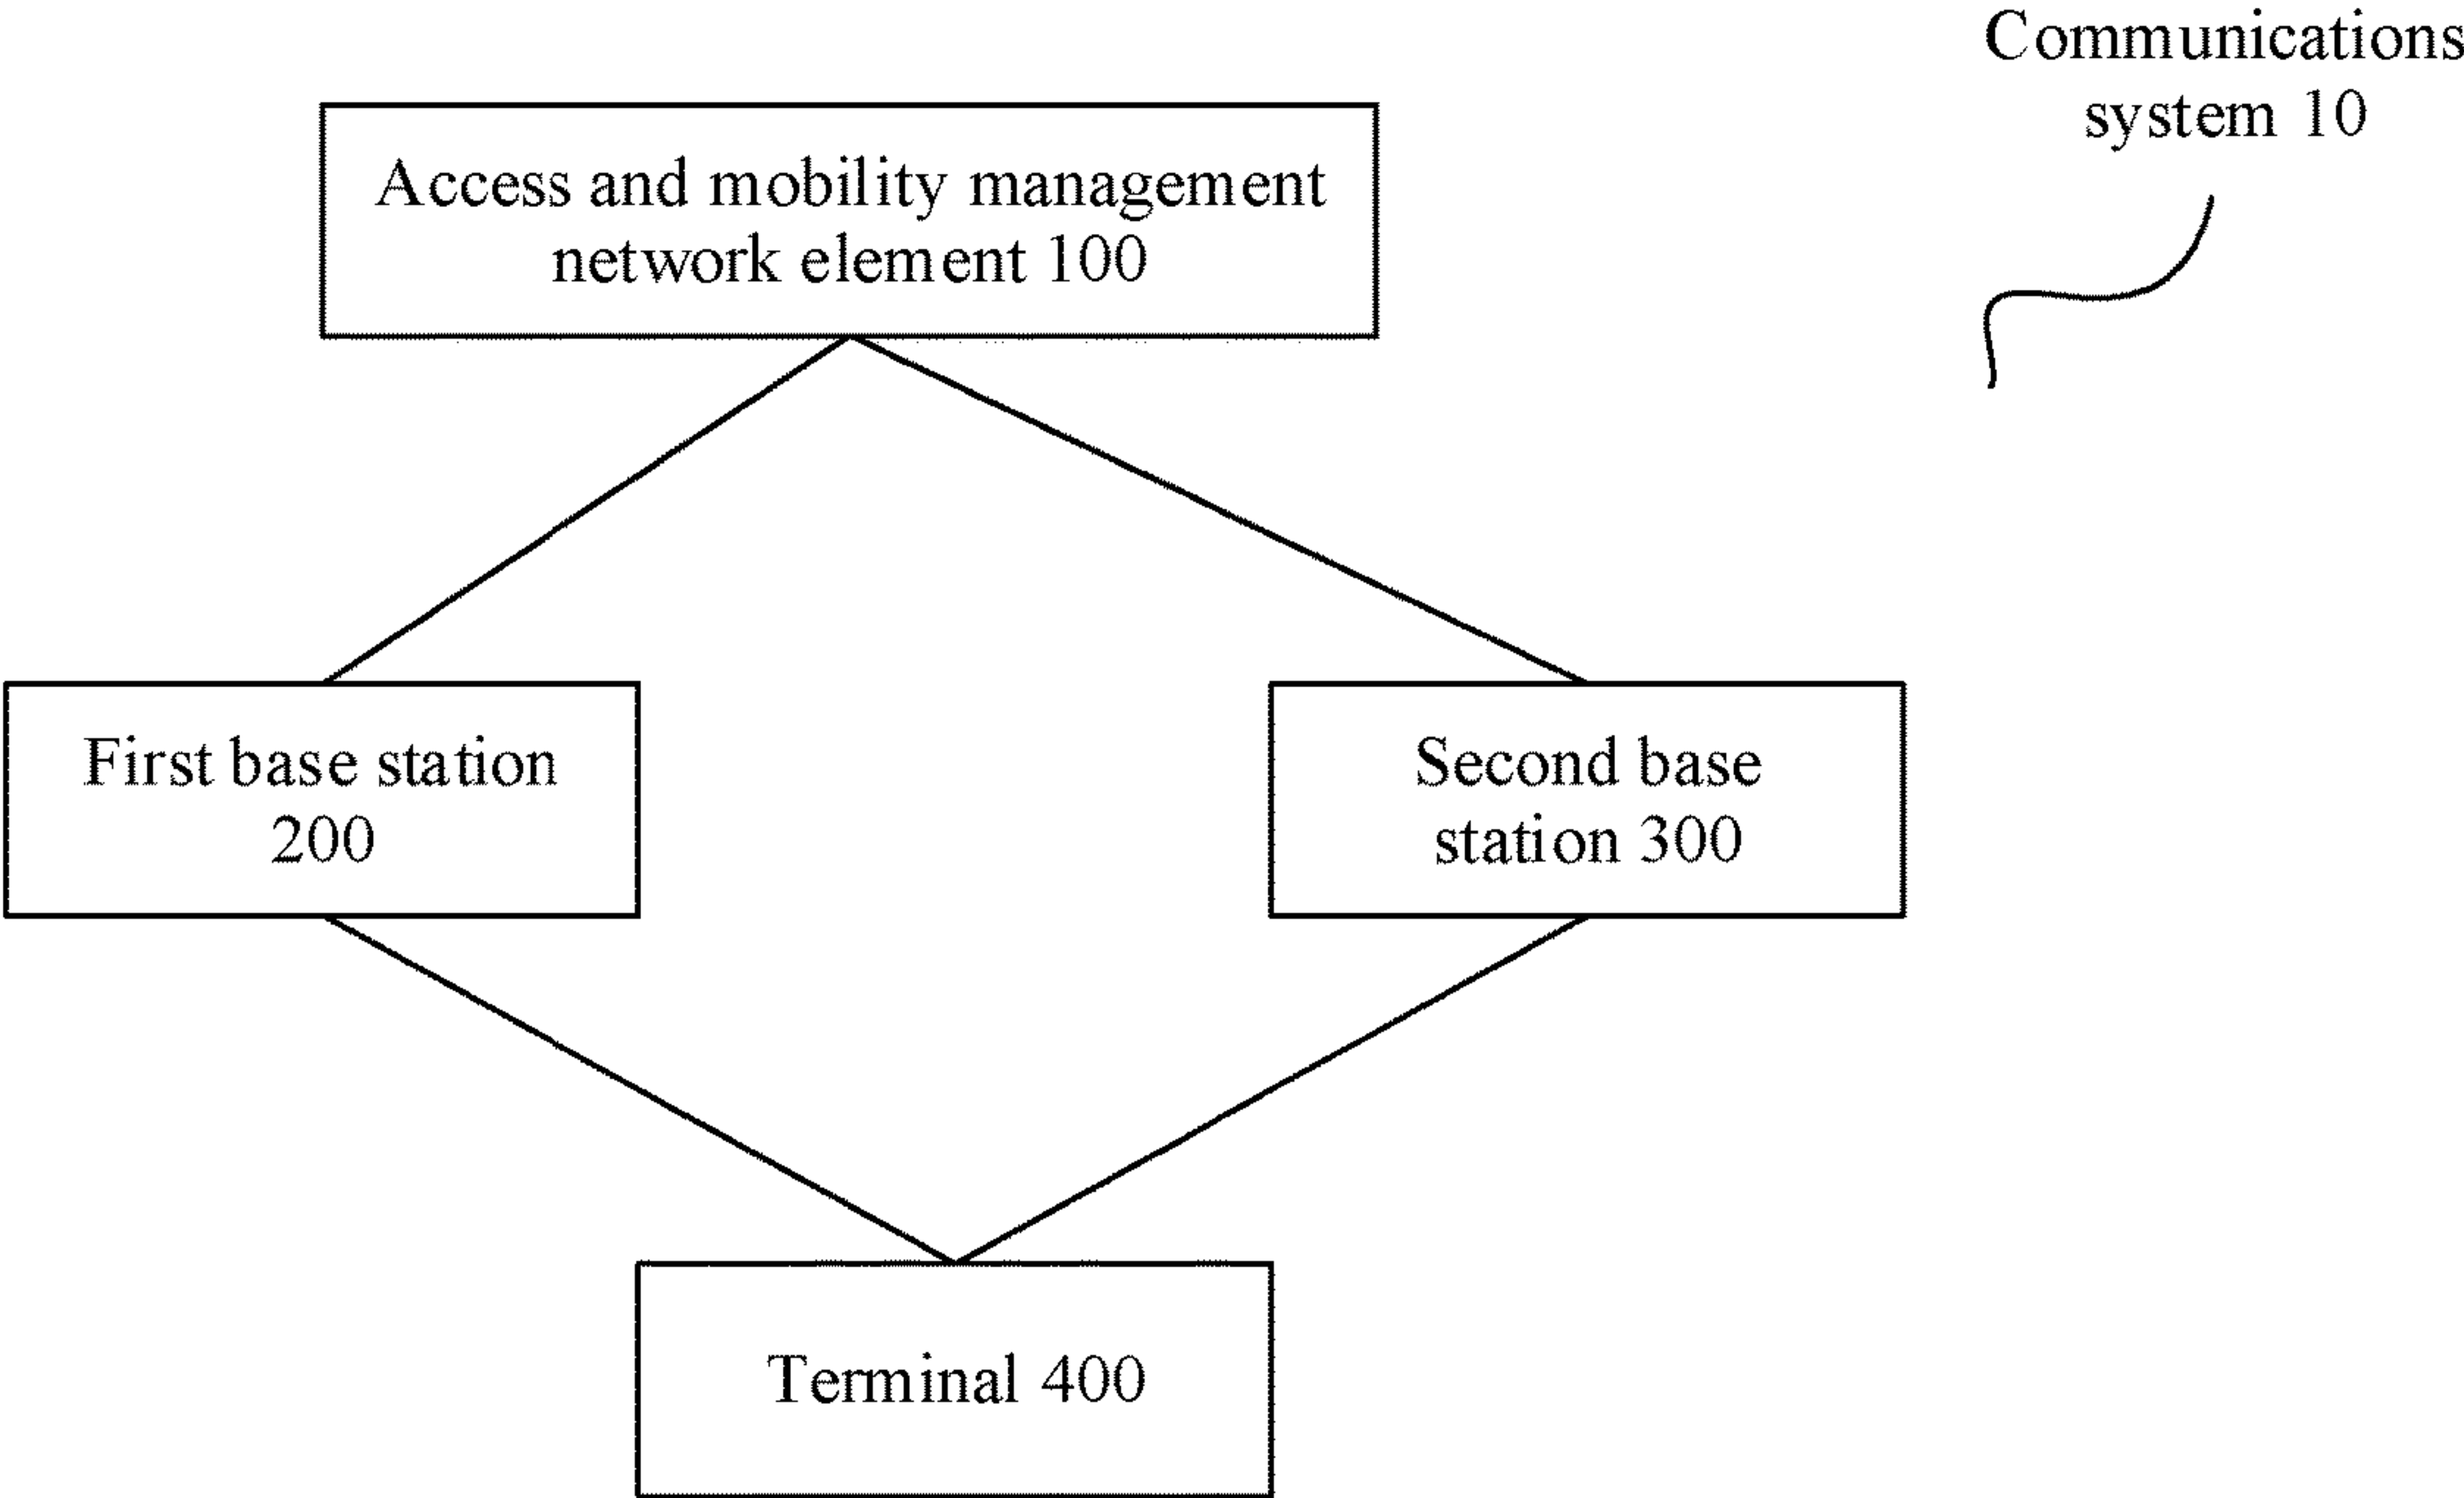 Communications
system 10
Access and mobility management
network element 100
First base station
200
Second base
station 300
Terminal 400